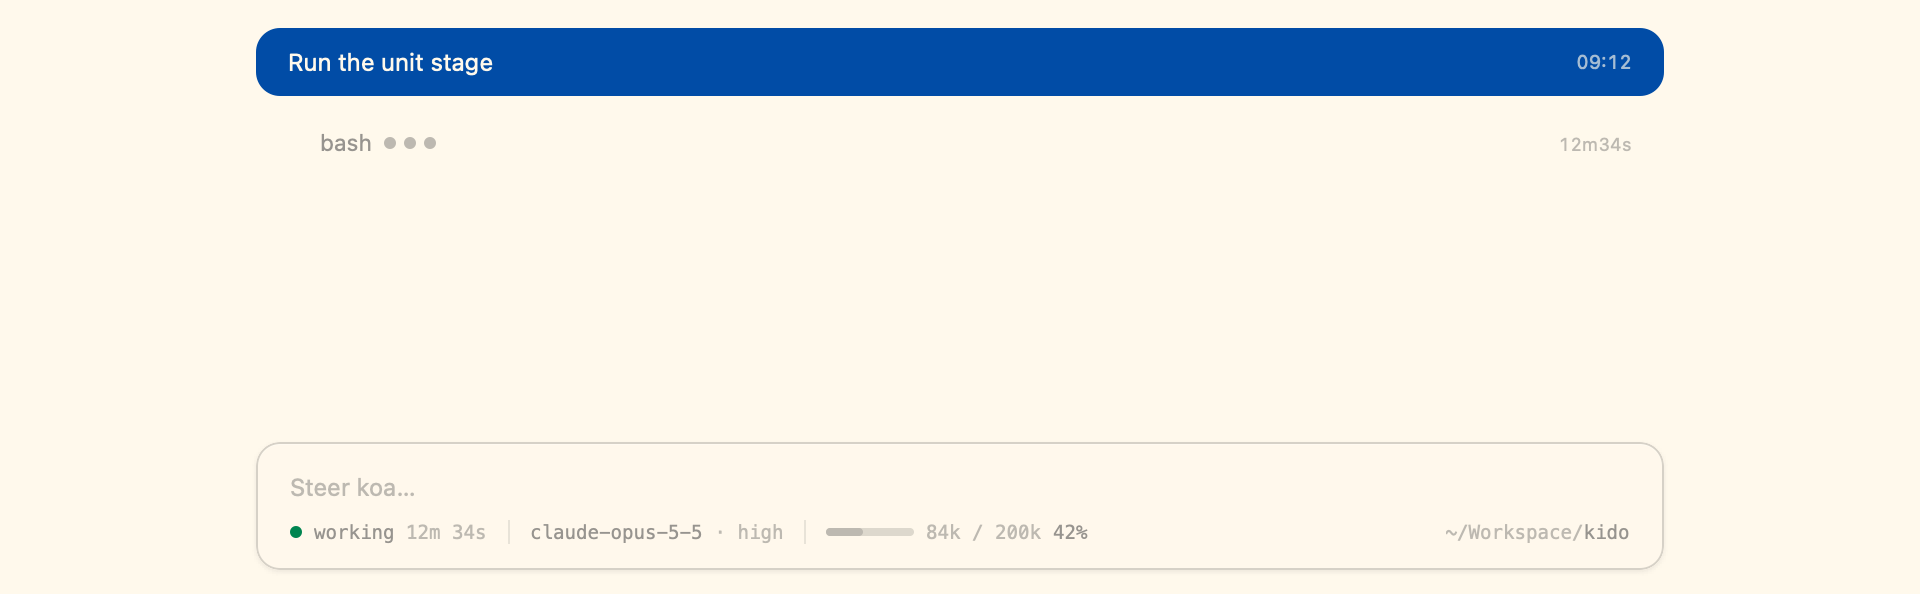 Run the unit stage 09:12
bash 12m34s
Steer koa...
working 12m 34s claude-opus-5-5 · high 84k / 200k 42% ~/Workspace/kido